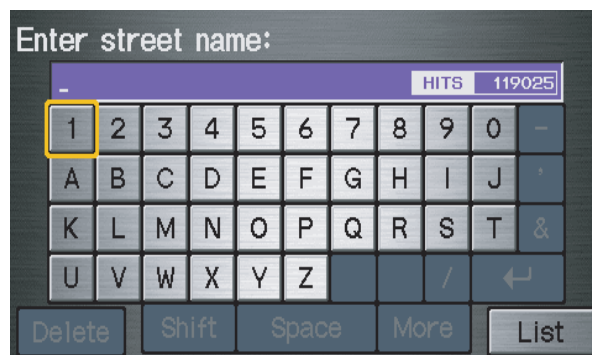 Enter street name:
_ HITS 119025
1 2 3 4 5 6 7 8 9 0 -
A B C D E F G H I J '
K L M N O P Q R S T &
U V W X Y Z / ↵
Delete Shift Space More List